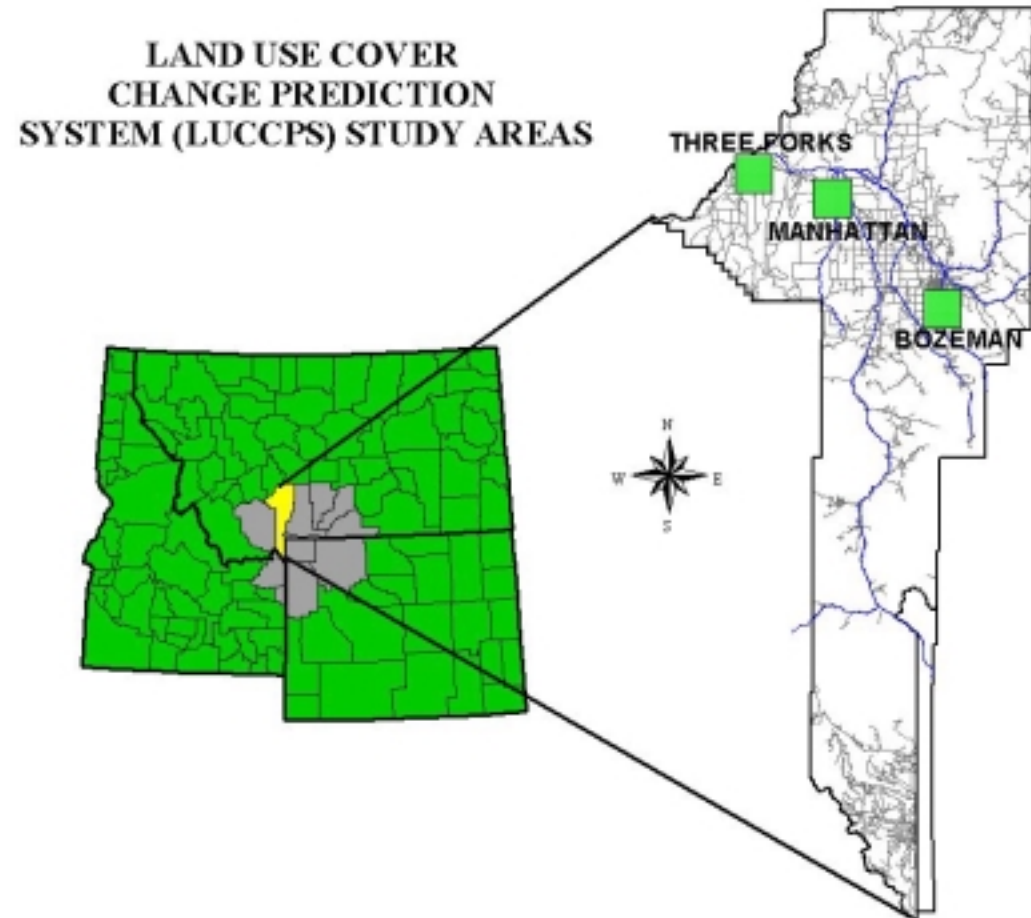 LAND USE COVER
CHANGE PREDICTION
SYSTEM (LUCCPS) STUDY AREAS
THREE FORKS
MANHATTAN
BOZEMAN
N
W E
S